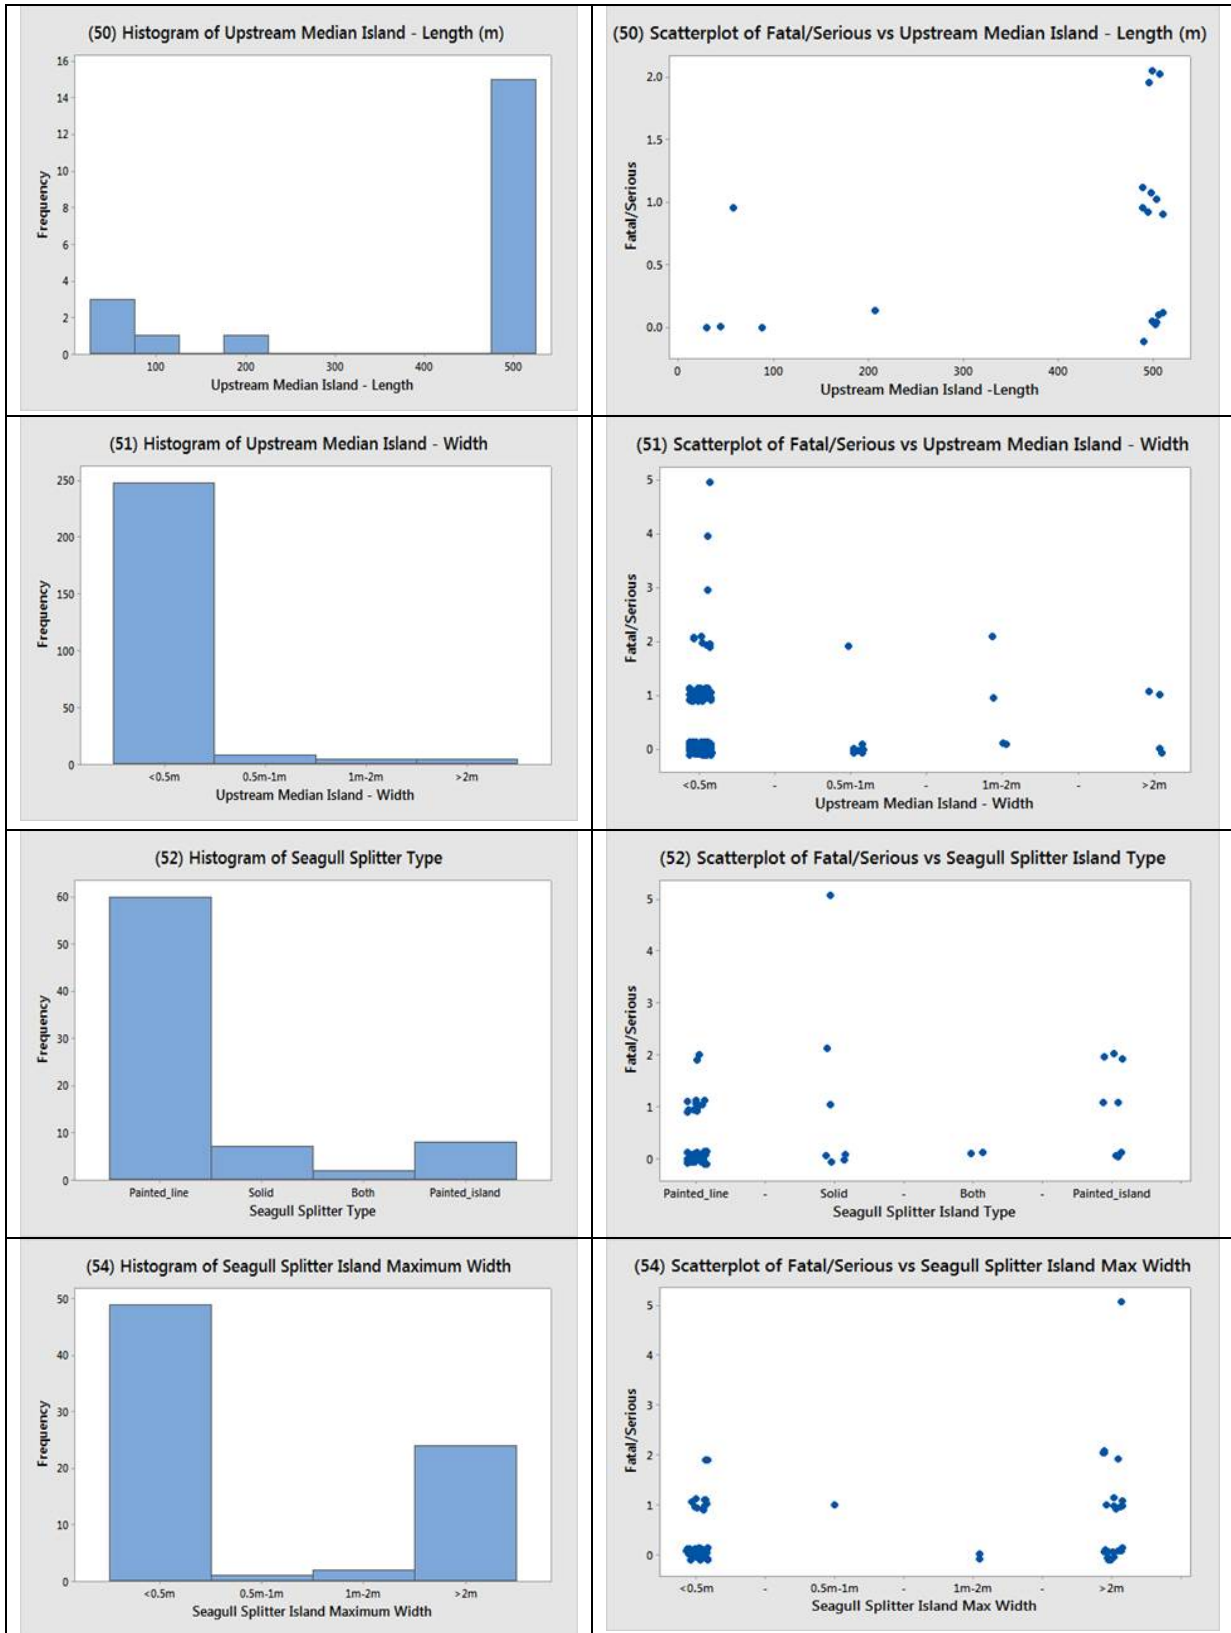 (50) Histogram of Upstream Median Island - Length (m)
16
14
12
10
8
6
4
2
0
Frequency
100 200 300 400 500
Upstream Median Island - Length
(50) Scatterplot of Fatal/Serious vs Upstream Median Island - Length (m)
2.0
1.5
1.0
0.5
0.0
Fatal/Serious
0 100 200 300 400 500
Upstream Median Island -Length
(51) Histogram of Upstream Median Island - Width
250
200
150
100
50
0
Frequency
<0.5m 0.5m-1m 1m-2m >2m
Upstream Median Island - Width
(51) Scatterplot of Fatal/Serious vs Upstream Median Island - Width
5
4
3
2
1
0
Fatal/Serious
<0.5m - 0.5m-1m - 1m-2m - >2m
Upstream Median Island - Width
(52) Histogram of Seagull Splitter Type
60
50
40
30
20
10
0
Frequency
Painted_line Solid Both Painted_island
Seagull Splitter Type
(52) Scatterplot of Fatal/Serious vs Seagull Splitter Island Type
5
4
3
2
1
0
Fatal/Serious
Painted_line - Solid - Both - Painted_island
Seagull Splitter Island Type
(54) Histogram of Seagull Splitter Island Maximum Width
50
40
30
20
10
0
Frequency
<0.5m 0.5m-1m 1m-2m >2m
Seagull Splitter Island Maximum Width
(54) Scatterplot of Fatal/Serious vs Seagull Splitter Island Max Width
5
4
3
2
1
0
Fatal/Serious
<0.5m - 0.5m-1m - 1m-2m - >2m
Seagull Splitter Island Max Width